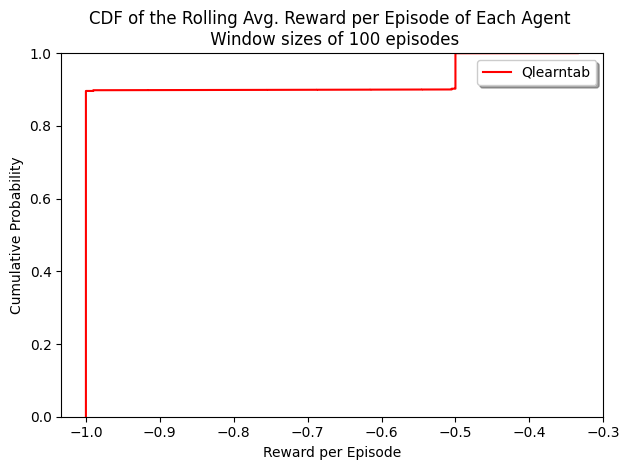 CDF of the Rolling Avg. Reward per Episode of Each Agent
Window sizes of 100 episodes
Qlearntab
1.0
0.8
0.6
0.4
0.2
0.0
Cumulative Probability
−1.0 −0.9 −0.8 −0.7 −0.6 −0.5 −0.4 −0.3
Reward per Episode